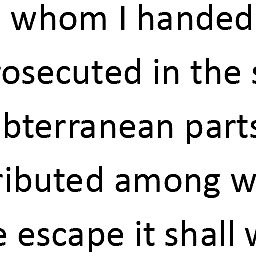 whom I handed
rosecuted in the s
bterranean parts
ributed among w
e escape it shall w